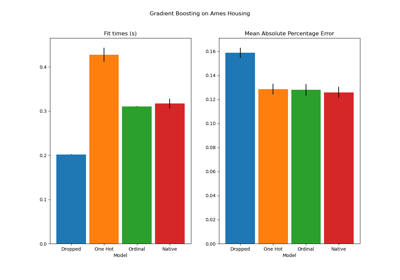 Gradient Boosting on Ames Housing
Fit times (s)
0.4
0.3
0.2
0.1
0.0
Dropped One Hot Ordinal Native
Model
Mean Absolute Percentage Error
0.16
0.14
0.12
0.10
0.08
0.06
0.04
0.02
0.00
Dropped One Hot Ordinal Native
Model